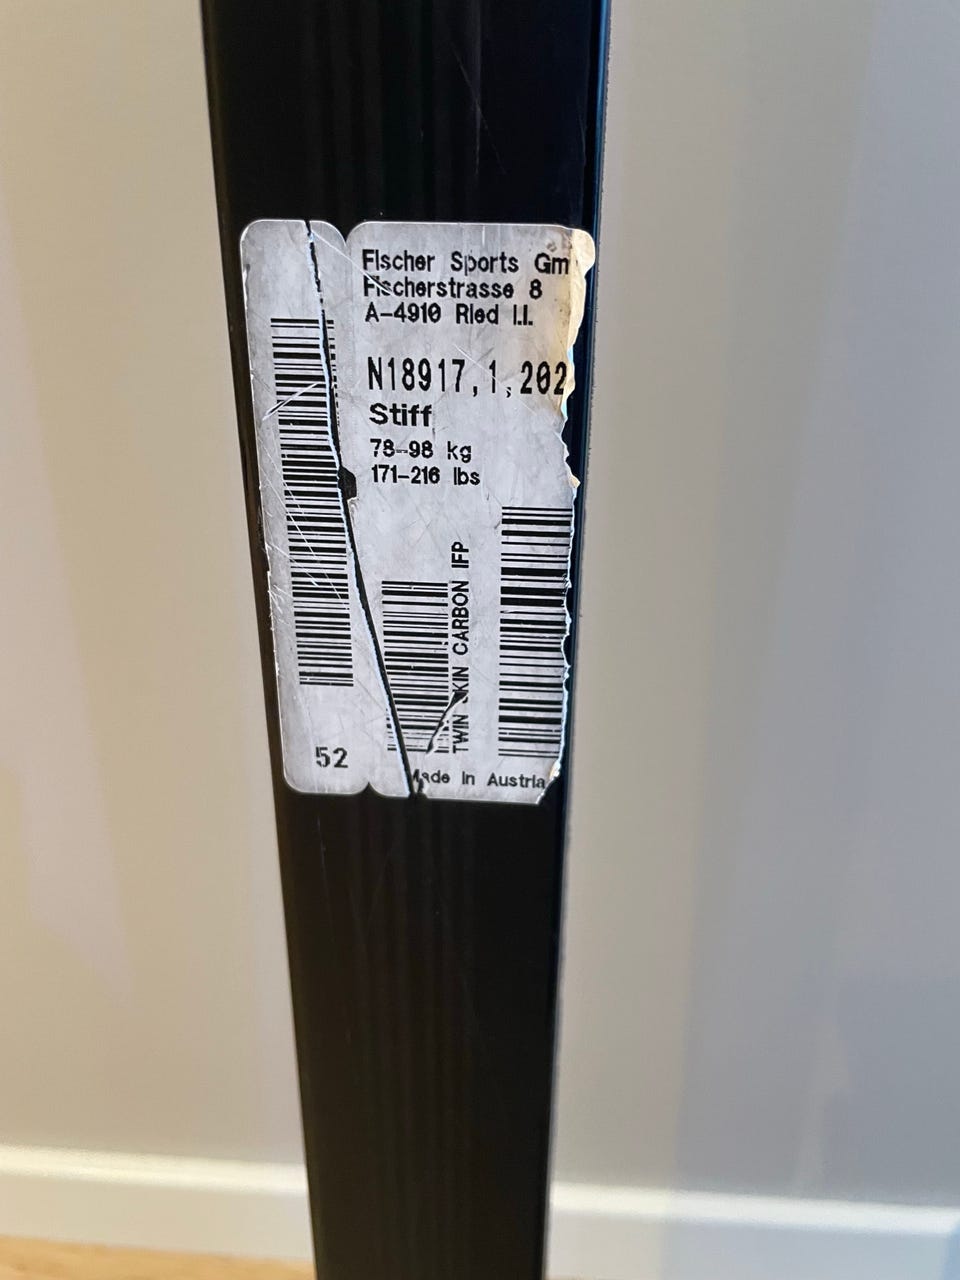 Fischer Sports Gm
Fischerstrasse 8
A-4910 Ried I.I.
N18917,1,202
Stiff
78-98 kg
171-216 lbs
TWIN SKIN CARBON IFP
52
Made in Austria